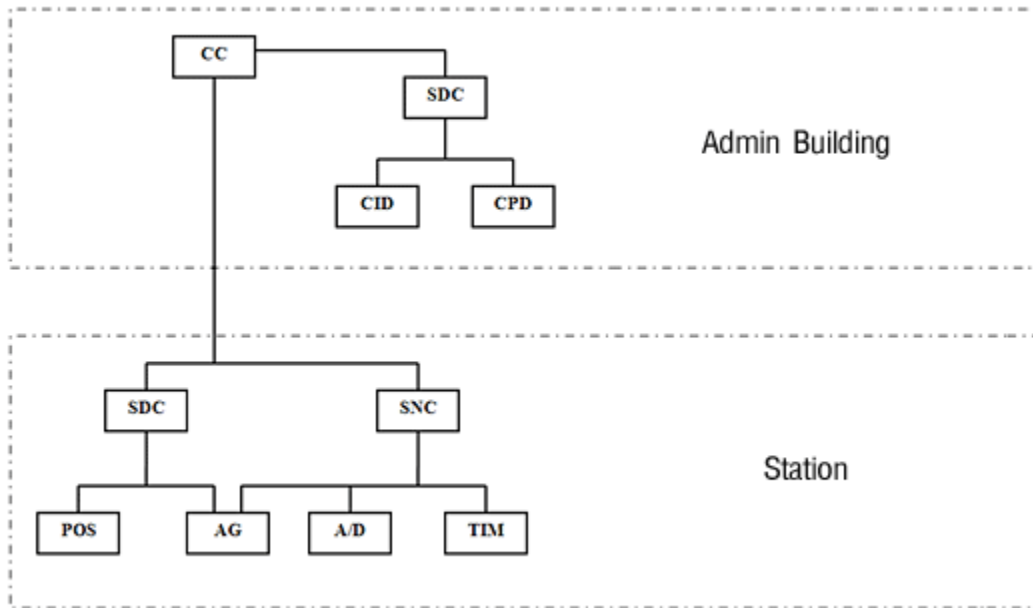 CC
SDC
Admin Building
CID
CPD
SDC
SNC
Station
POS
AG
A/D
TIM